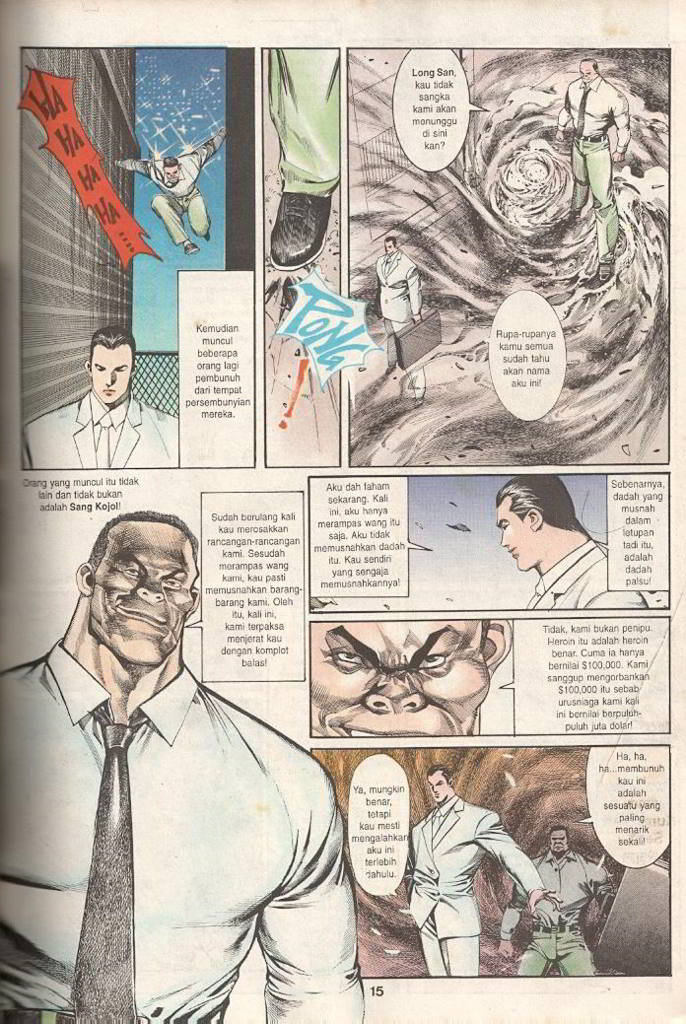 HA
HA
HA
HA....
Kemudian
muncul
beberapa
orang lagi
pembunuh
dari tempat
persembunyian
mereka.
PONG
!
Long San,
kau tidak
sangka
kami akan
menunggu
di sini
kan?
Rupa-rupanya
kamu semua
sudah tahu
akan nama
aku ini!
Orang yang muncul itu tidak
lain dan tidak bukan
adalah Sang Kojol!
Sudah berulang kali
kau merosakkan
rancangan-rancangan
kami. Sesudah
merampas wang
kami, kau pasti
memusnahkan barang-
barang kami. Oleh
itu, kali ini,
kami terpaksa
menjerat kau
dengan komplot
balas!
Aku dah faham
sekarang. Kali
ini, aku hanya
merampas wang itu
saja. Aku tidak
memusnahkan dadah
itu. Kau sendiri
yang sengaja
memusnahkannya!
Sebenarnya,
dadah yang
musnah
dalam
letupan
tadi itu,
adalah
dadah
palsu!
Tidak, kami bukan penipu.
Heroin itu adalah heroin
benar. Cuma ia hanya
bernilai $100,000. Kami
sanggup mengorbankan
$100,000 itu sebab
urusniaga kami kali
ini bernilai berpuluh-
puluh juta dolar!
Ya, mungkin
benar,
tetapi
kau mesti
mengalahkan
aku ini
terlebih
dahulu.
Ha, ha,
ha...membunuh
kau ini
adalah
sesuatu yang
paling
menarik
sekali!
15